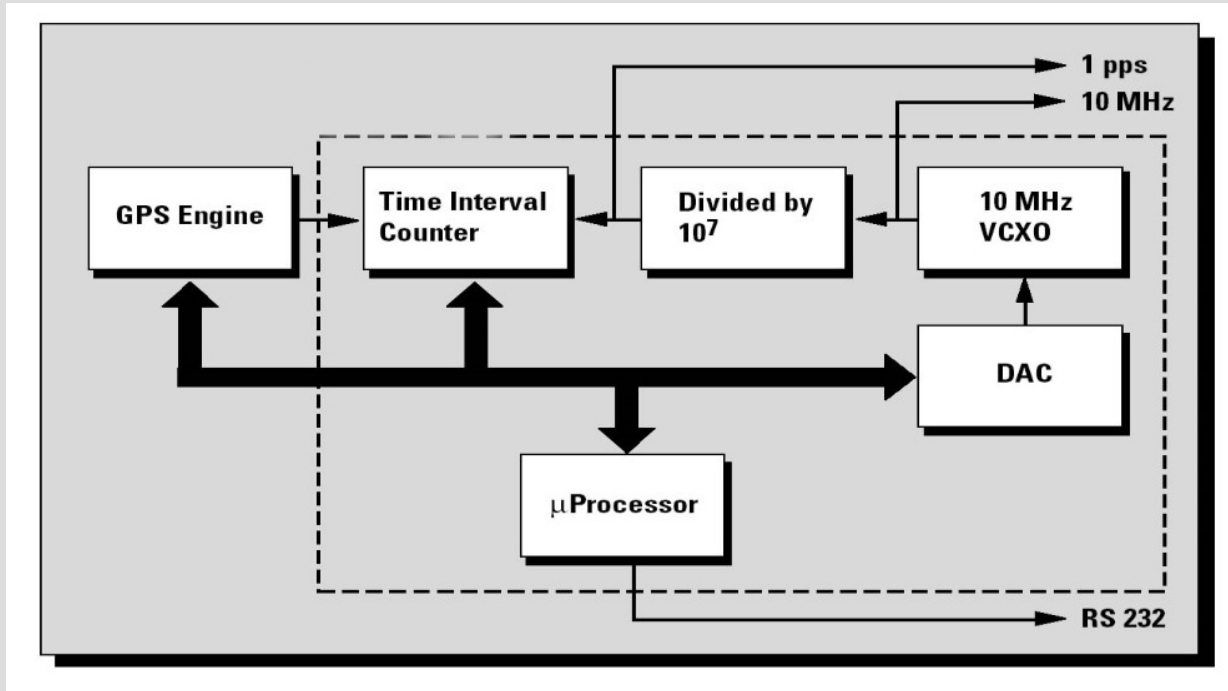 1 pps
10 MHz
GPS Engine
Time Interval
Counter
Divided by
10⁷
10 MHz
VCXO
DAC
μProcessor
RS 232